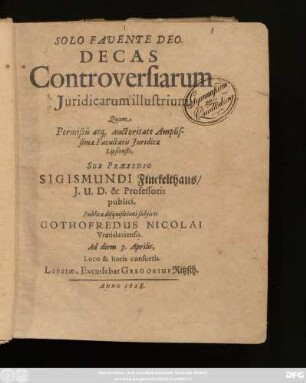 SOLO FAVENTE DEO.
DECAS
Controversiarum
Juridicarum illustrium
Quam
Permissu atq, auctoritate Amplis-
simæ Facultatis Juridicæ
Lipsiensis,
SUB PRÆSIDIO
SIGISMUNDI Finckelthaus/
J. U. D. & Professoris
publici,
Publicæ disquisitioni subjicit
GOTHOFREDUS NICOLAI
Vratislaviensis.
Ad diem 3. Aprilis,
Loco & horis consuetis.
LIPSIÆ, Excudebat GREGORIUS Ritzsch.